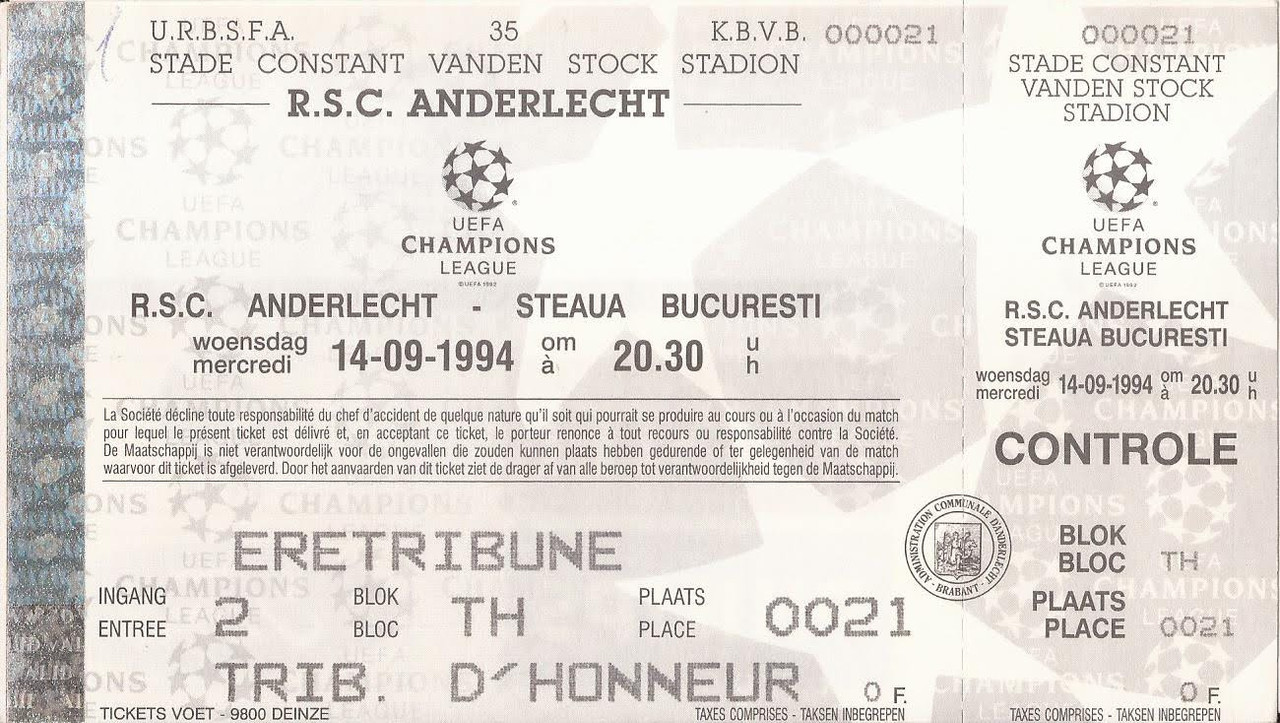 U.R.B.S.F.A. 35 K.B.V.B. 000021
STADE CONSTANT VANDEN STOCK STADION
R.S.C. ANDERLECHT
UEFA
CHAMPIONS
LEAGUE
© UEFA 1992
R.S.C. ANDERLECHT - STEAUA BUCURESTI
woensdag
mercredi
14-09-1994
om
à
20.30
u
h
La Société décline toute responsabilité du chef d'accident de quelque nature qu'il soit qui pourrait se produire au cours ou à l'occasion du match
pour lequel le présent ticket est délivré et, en acceptant ce ticket, le porteur renonce à tout recours ou responsabilité contre la Société.
De Maatschappij is niet verantwoordelijk voor de ongevallen die zouden kunnen plaats hebben gedurende of ter gelegenheid van de match
waarvoor dit ticket is afgeleverd. Door het aanvaarden van dit ticket ziet de drager af van alle beroep tot verantwoordelijkheid tegen de Maatschappij.
ERETRIBUNE
INGANG
ENTREE
2
BLOK
BLOC
TH
PLAATS
PLACE
0021
TRIB. D'HONNEUR 0 F.
TICKETS VOET - 9800 DEINZE TAXES COMPRISES - TAKSEN INBEGREPEN
ADMINISTRATION COMMUNALE D'ANDERLECHT
- BRABANT -
000021
STADE CONSTANT
VANDEN STOCK
STADION
UEFA
CHAMPIONS
LEAGUE
© UEFA 1992
R.S.C. ANDERLECHT
STEAUA BUCURESTI
woensdag
mercredi
14-09-1994
om
à
20.30
u
h
CONTROLE
BLOK
BLOC
TH
PLAATS
PLACE
0021
0 F.
TAXES COMPRISES - TAKSEN INBEGREPEN